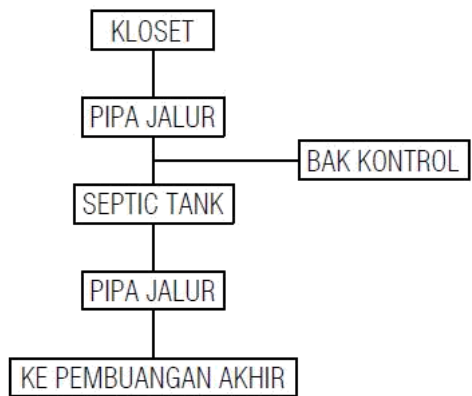 KLOSET
PIPA JALUR
BAK KONTROL
SEPTIC TANK
PIPA JALUR
KE PEMBUANGAN AKHIR